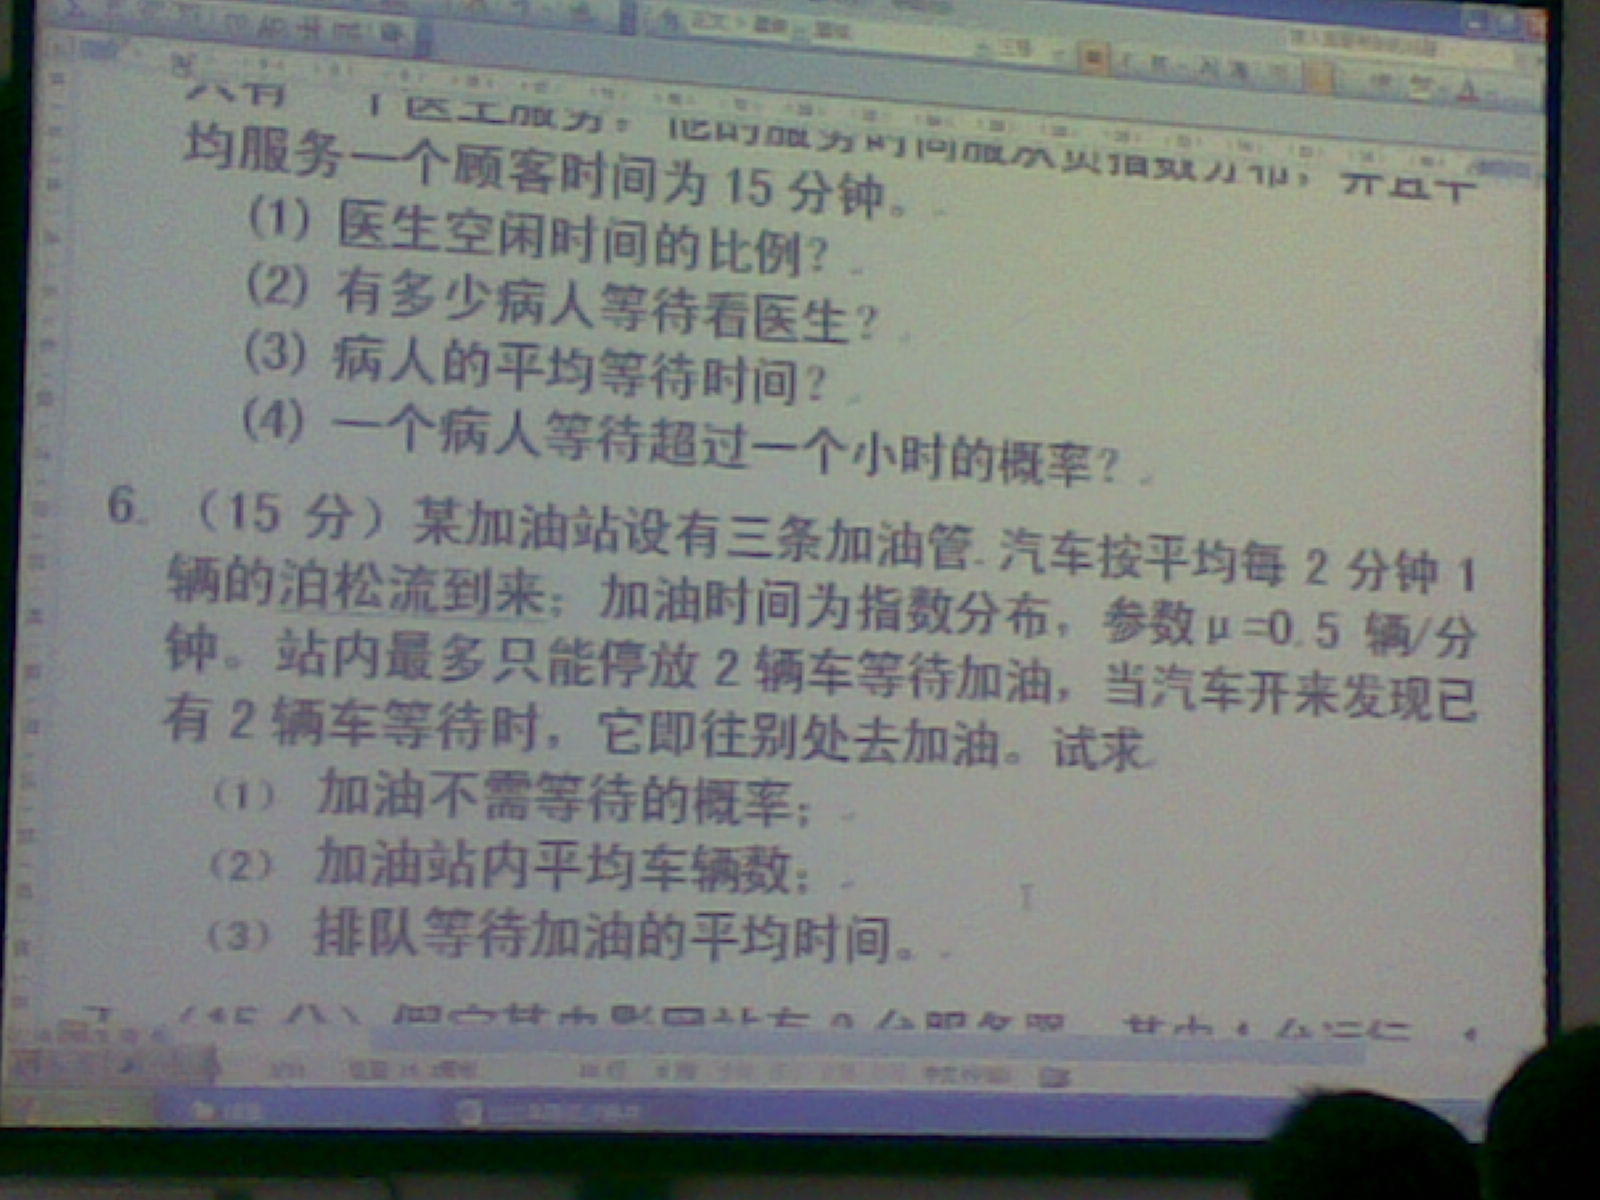 均服务一个顾客时间为 15 分钟。
(1) 医生空闲时间的比例?
(2) 有多少病人等待看医生?
(3) 病人的平均等待时间?
(4) 一个病人等待超过一个小时的概率?
6. （15 分）某加油站设有三条加油管.汽车按平均每 2 分钟 1
辆的泊松流到来；加油时间为指数分布，参数μ=0.5 辆/分
钟。站内最多只能停放 2 辆车等待加油，当汽车开来发现已
有 2 辆车等待时，它即往别处去加油。试求
（1） 加油不需等待的概率；
（2） 加油站内平均车辆数；
（3） 排队等待加油的平均时间。